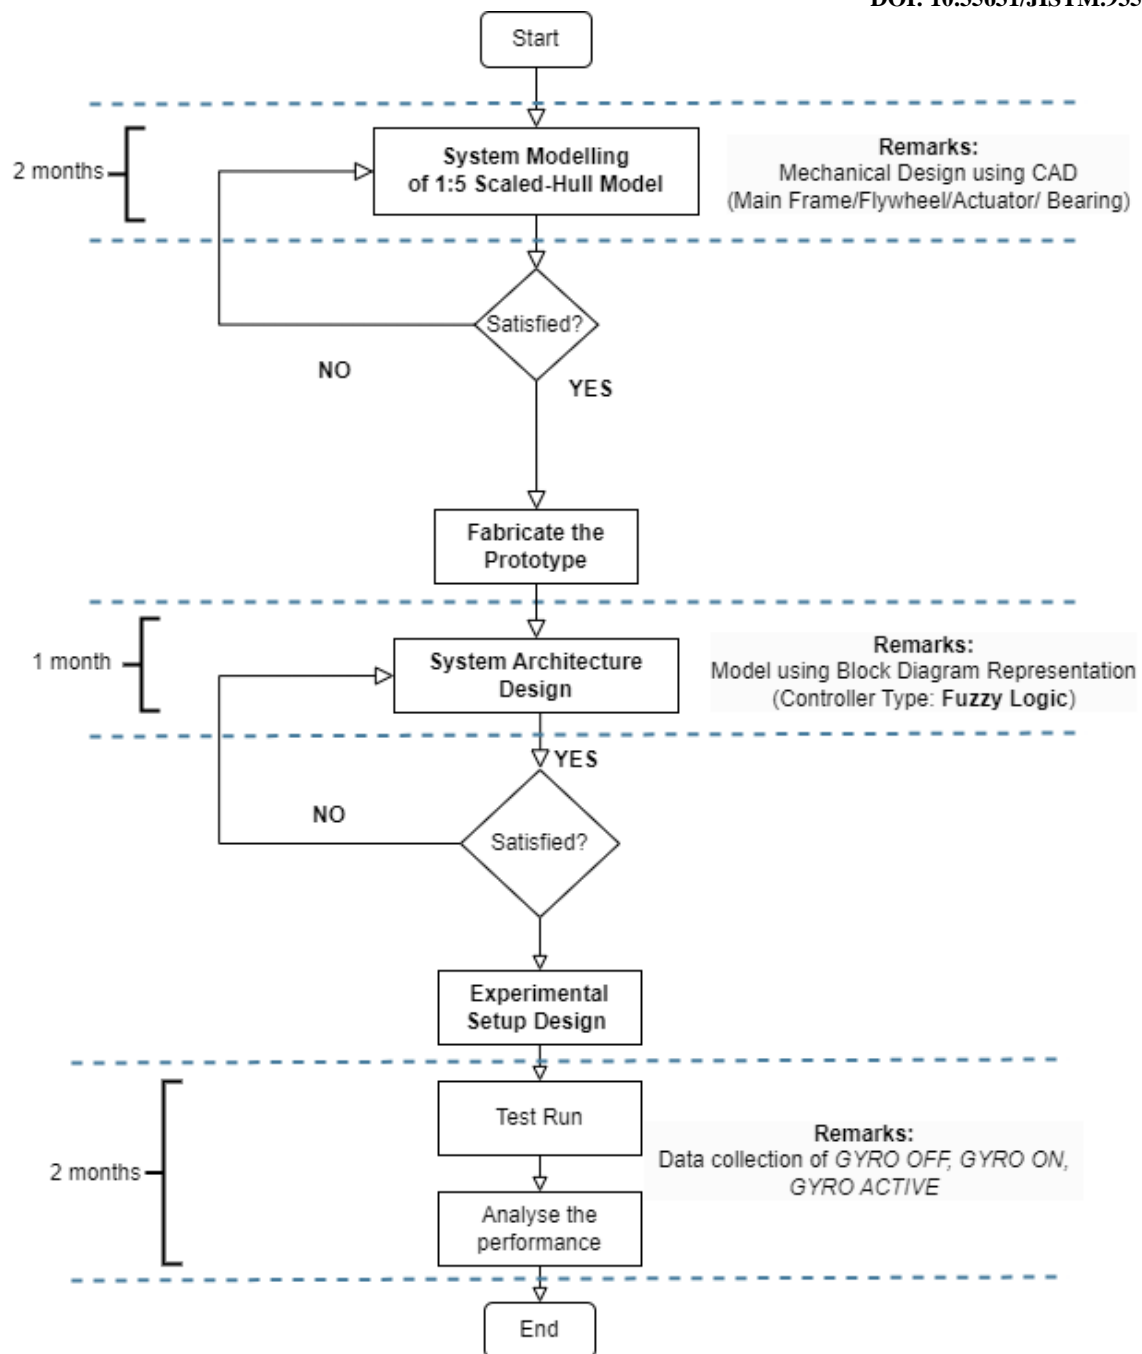 Start
2 months
System Modelling
of 1:5 Scaled-Hull Model
Remarks:
Mechanical Design using CAD
(Main Frame/Flywheel/Actuator/ Bearing)
Satisfied?
NO
YES
Fabricate the
Prototype
1 month
System Architecture
Design
Remarks:
Model using Block Diagram Representation
(Controller Type: Fuzzy Logic)
YES
NO
Satisfied?
Experimental
Setup Design
2 months
Test Run
Remarks:
Data collection of GYRO OFF, GYRO ON,
GYRO ACTIVE
Analyse the
performance
End